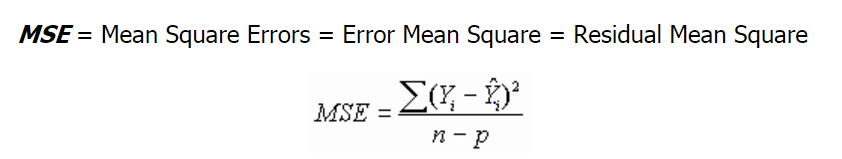 MSE = Mean Square Errors = Error Mean Square = Residual Mean Square
MSE = ∑(Yᵢ − Ŷᵢ)² / n − p